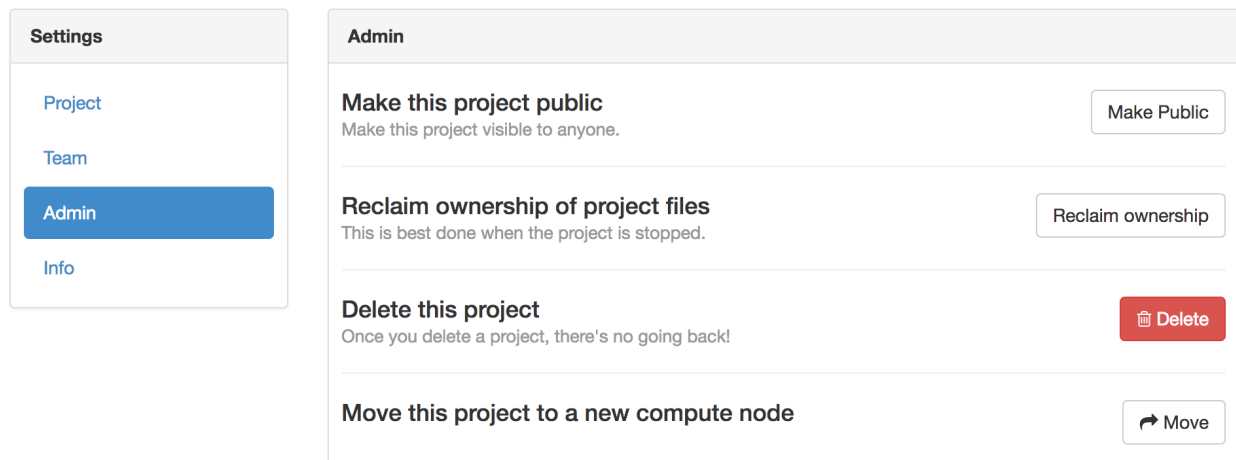 Settings
Project
Team
Admin
Info
Admin
Make this project public
Make this project visible to anyone.
Make Public
Reclaim ownership of project files
This is best done when the project is stopped.
Reclaim ownership
Delete this project
Once you delete a project, there's no going back!
Delete
Move this project to a new compute node
Move